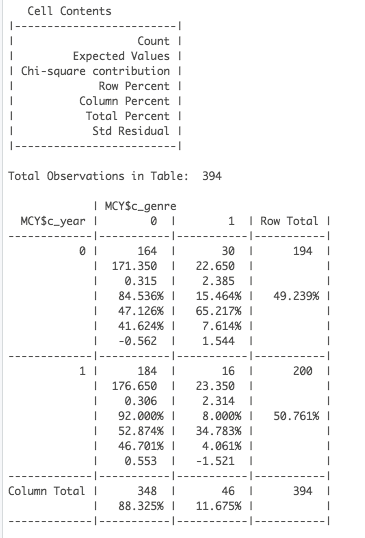 Cell Contents
|-------------------------|
| Count |
| Expected Values |
| Chi-square contribution |
| Row Percent |
| Column Percent |
| Total Percent |
| Std Residual |
|-------------------------|
Total Observations in Table: 394
| MCY$c_genre
MCY$c_year | 0 | 1 | Row Total |
-------------|-----------|-----------|-----------|
0 | 164 | 30 | 194 |
| 171.350 | 22.650 | |
| 0.315 | 2.385 | |
| 84.536% | 15.464% | 49.239% |
| 47.126% | 65.217% | |
| 41.624% | 7.614% | |
| -0.562 | 1.544 | |
-------------|-----------|-----------|-----------|
1 | 184 | 16 | 200 |
| 176.650 | 23.350 | |
| 0.306 | 2.314 | |
| 92.000% | 8.000% | 50.761% |
| 52.874% | 34.783% | |
| 46.701% | 4.061% | |
| 0.553 | -1.521 | |
-------------|-----------|-----------|-----------|
Column Total | 348 | 46 | 394 |
| 88.325% | 11.675% | |
-------------|-----------|-----------|-----------|